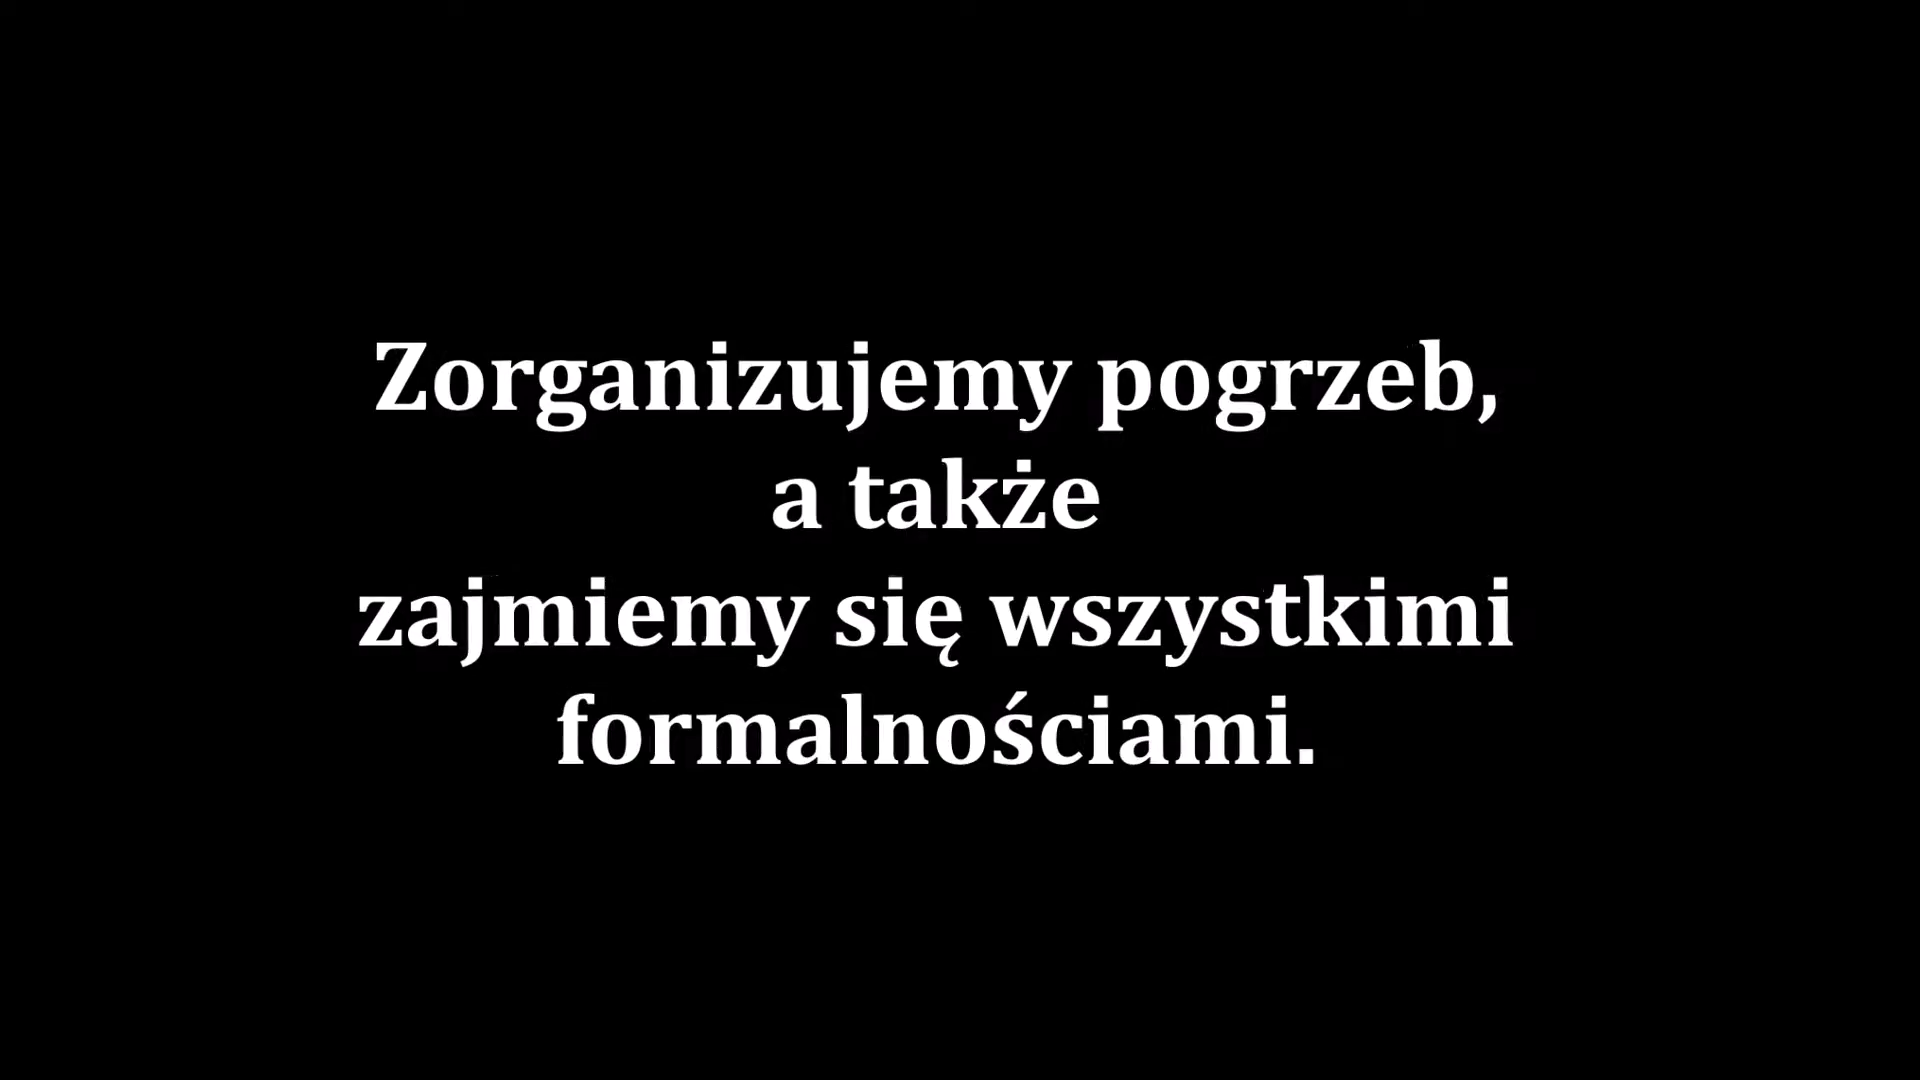 Zorganizujemy pogrzeb,
a także
zajmiemy się wszystkimi
formalnościami.